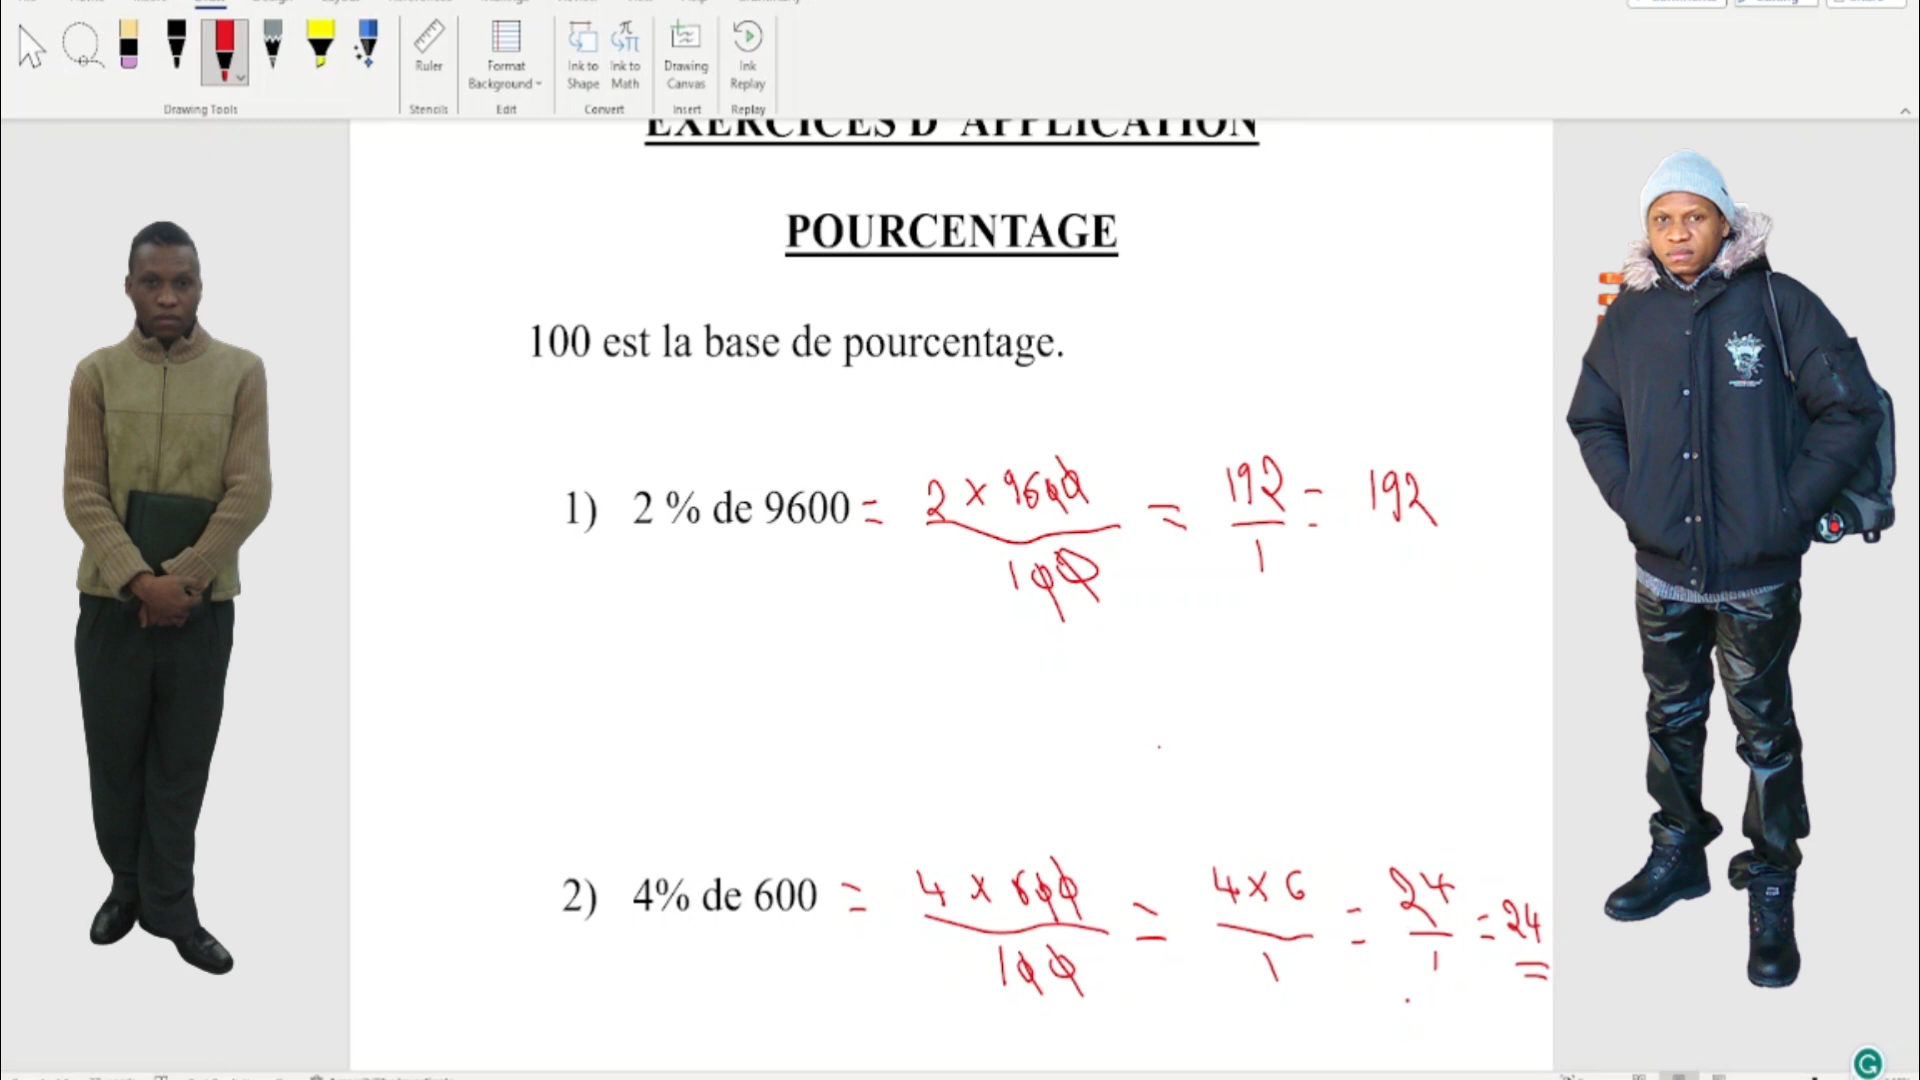 Ruler
Format Background
Ink to Shape
Ink to Math
Drawing Canvas
Ink Replay
Drawing Tools
Stencils
Edit
Convert
Insert
Replay
EXERCICES D' APPLICATION
POURCENTAGE
100 est la base de pourcentage.
1) 2 % de 9600 = 2 x 9600 / 100 = 192 / 1 = 192
2) 4% de 600 = 4 x 600 / 100 = 4 x 6 / 1 = 24 / 1 = 24